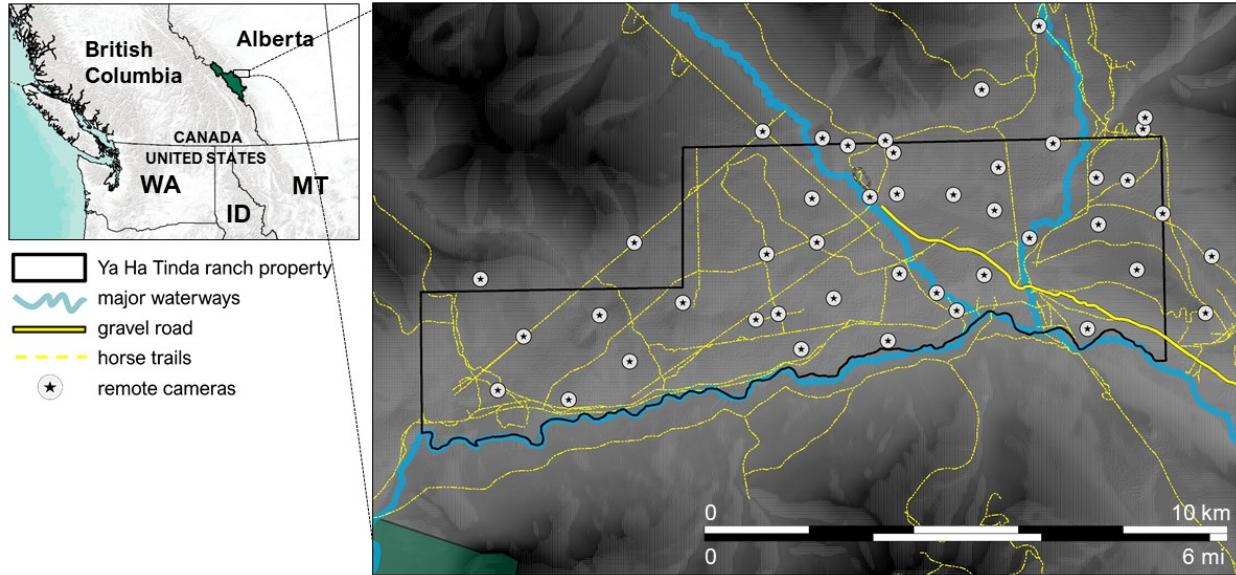 Alberta
British
Columbia
CANADA
UNITED STATES
WA
MT
ID
Ya Ha Tinda ranch property
major waterways
gravel road
horse trails
remote cameras
0 10 km
0 6 mi